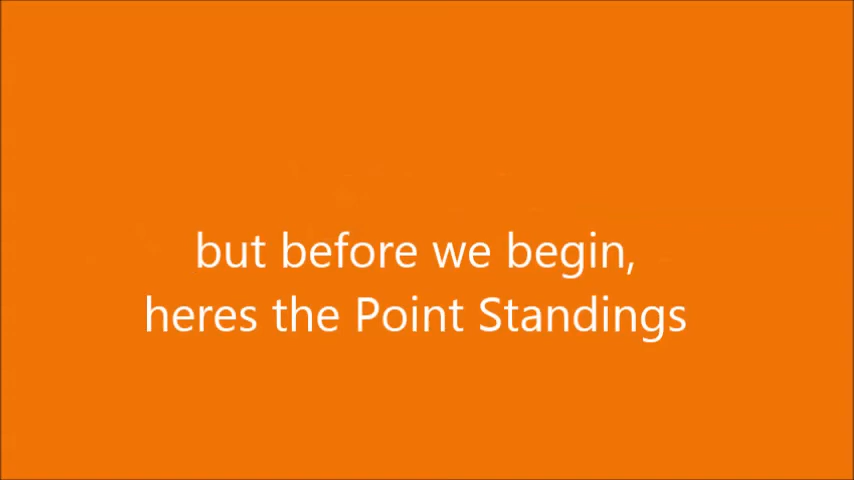 but before we begin,
heres the Point Standings